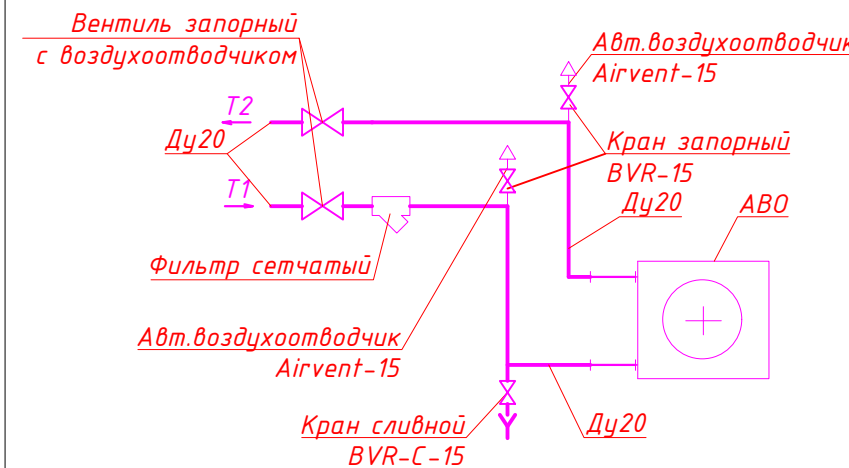 Вентиль запорный
с воздухоотводчиком
Авт.воздухоотводчик
Airvent-15
T2
Ду20
Кран запорный
BVR-15
T1
Ду20
АВО
Фильтр сетчатый
Авт.воздухоотводчик
Airvent-15
Кран сливной
BVR-C-15
Ду20